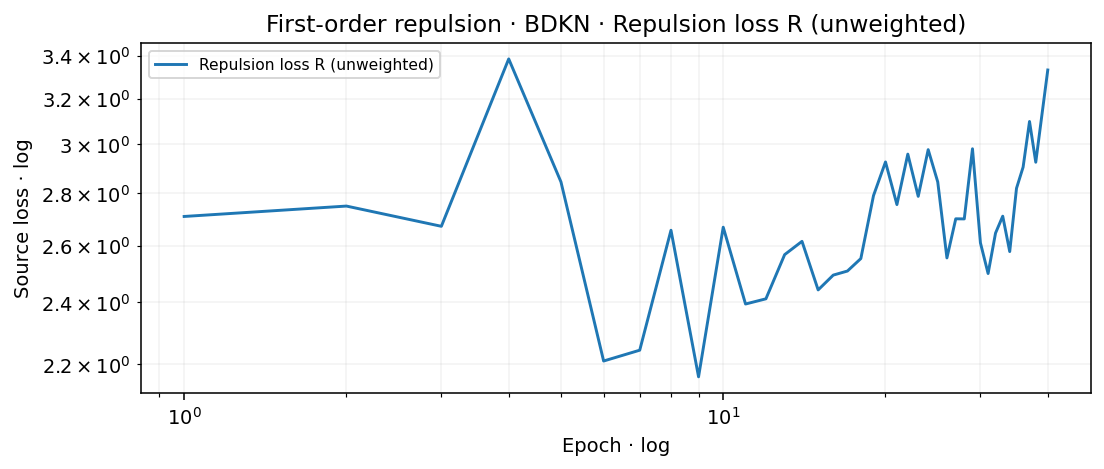 First-order repulsion · BDKN · Repulsion loss R (unweighted)
Repulsion loss R (unweighted)
Source loss · log
3.4 × 10⁰
3.2 × 10⁰
3 × 10⁰
2.8 × 10⁰
2.6 × 10⁰
2.4 × 10⁰
2.2 × 10⁰
10⁰
10¹
Epoch · log